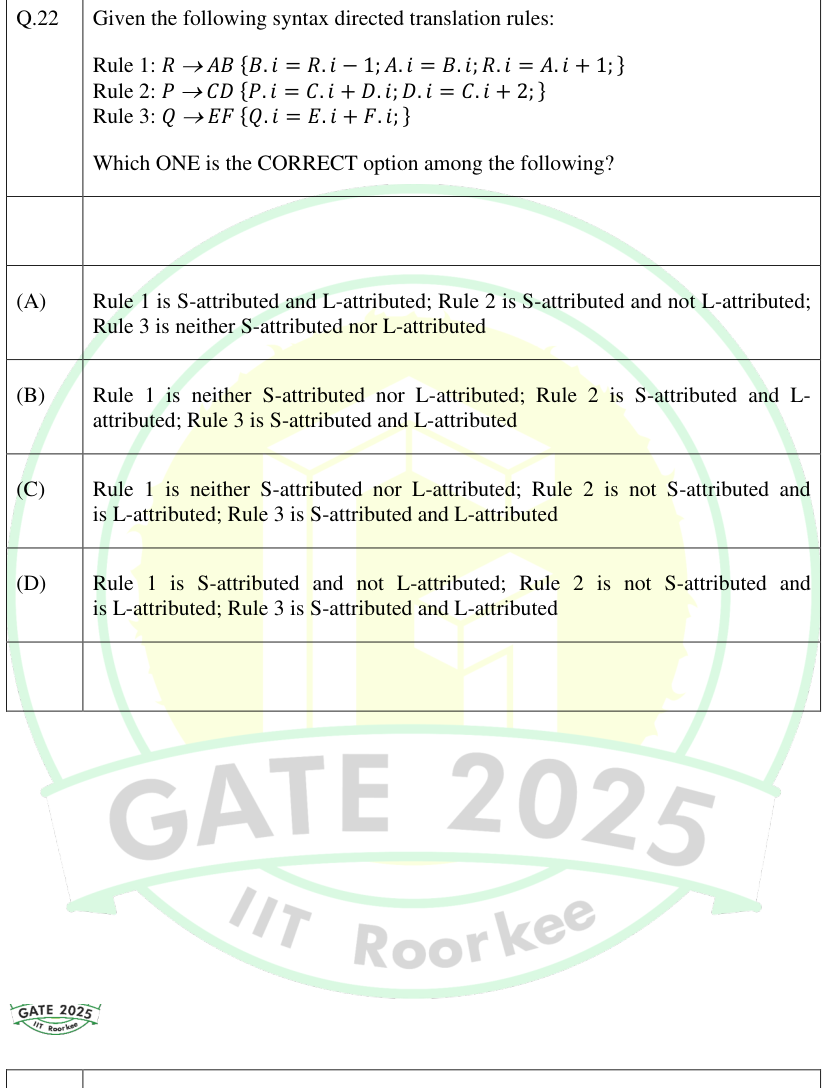 Q.22 Given the following syntax directed translation rules:
Rule 1: R → AB {B.i = R.i − 1; A.i = B.i; R.i = A.i + 1;}
Rule 2: P → CD {P.i = C.i + D.i; D.i = C.i + 2;}
Rule 3: Q → EF {Q.i = E.i + F.i;}
Which ONE is the CORRECT option among the following?
(A) Rule 1 is S-attributed and L-attributed; Rule 2 is S-attributed and not L-attributed;
Rule 3 is neither S-attributed nor L-attributed
(B) Rule 1 is neither S-attributed nor L-attributed; Rule 2 is S-attributed and L-
attributed; Rule 3 is S-attributed and L-attributed
(C) Rule 1 is neither S-attributed nor L-attributed; Rule 2 is not S-attributed and
is L-attributed; Rule 3 is S-attributed and L-attributed
(D) Rule 1 is S-attributed and not L-attributed; Rule 2 is not S-attributed and
is L-attributed; Rule 3 is S-attributed and L-attributed
GATE 2025
IIT Roorkee
GATE 2025
IIT Roorkee